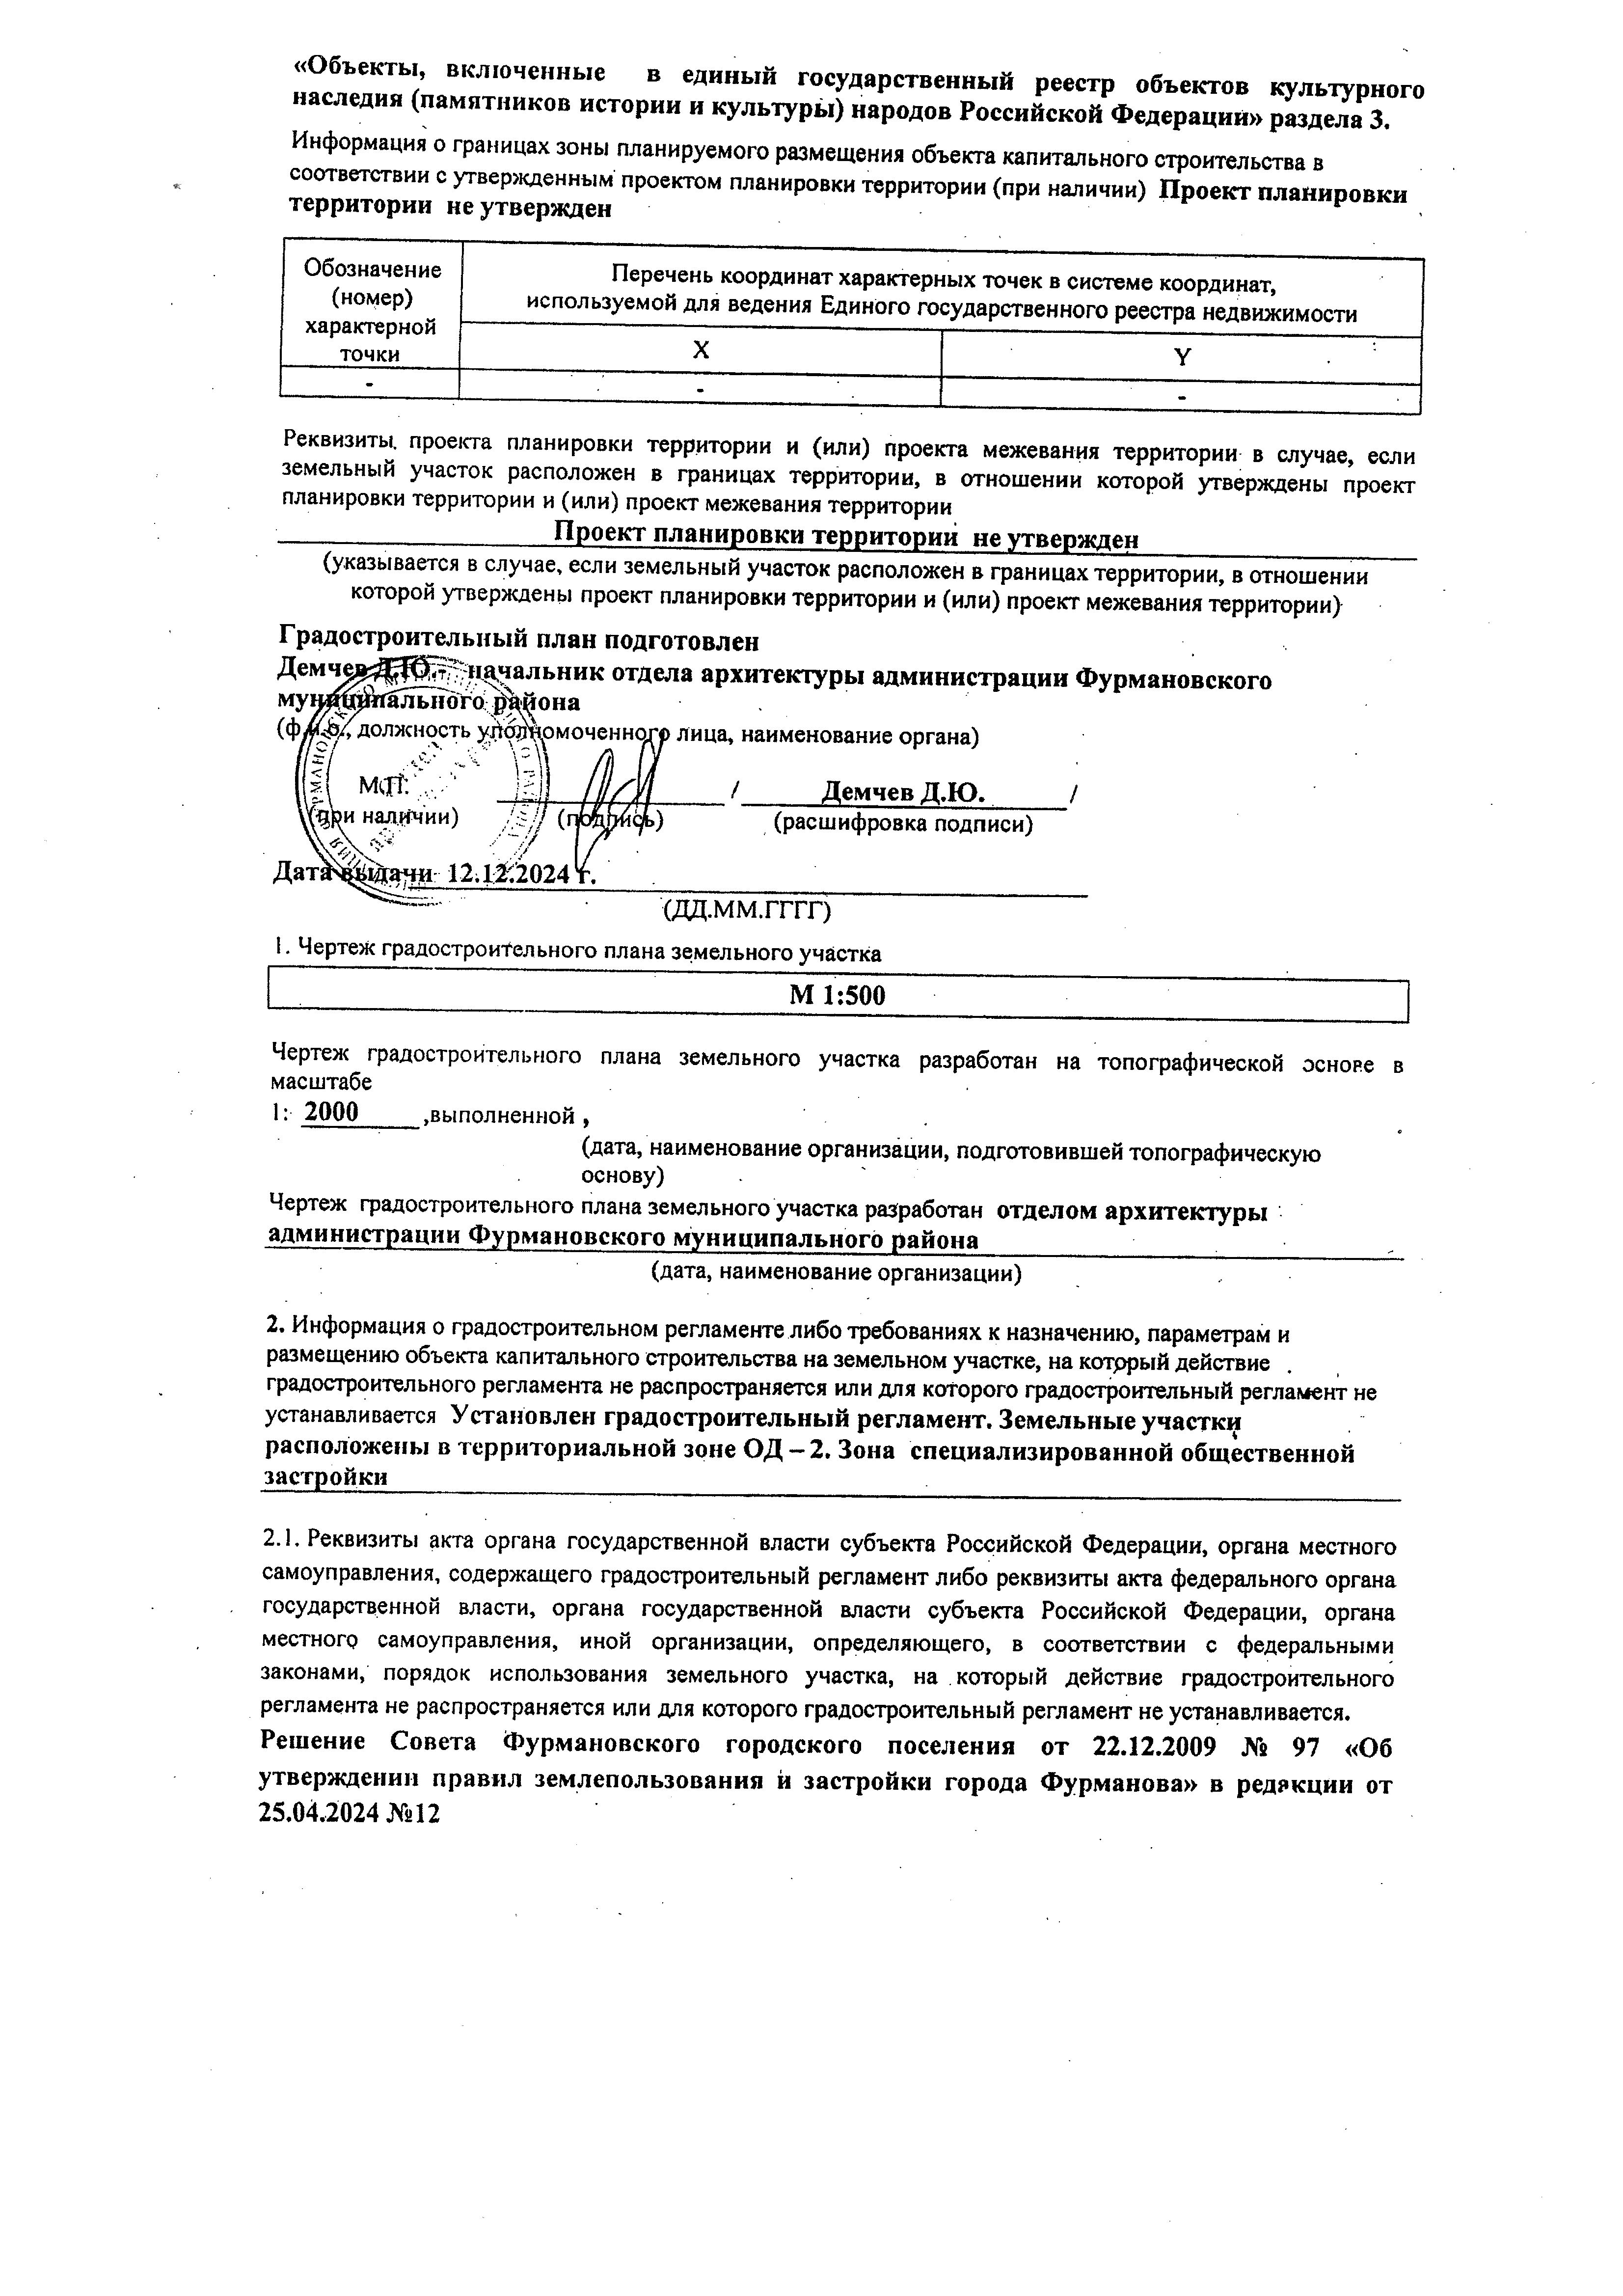 «Объекты, включенные в единый государственный реестр объектов культурного
наследия (памятников истории и культуры) народов Российской Федерации» раздела 3.
Информация о границах зоны планируемого размещения объекта капитального строительства в
соответствии с утвержденным проектом планировки территории (при наличии) Проект планировки
территории не утвержден
Обозначение
(номер)
характерной
точки
Перечень координат характерных точек в системе координат,
используемой для ведения Единого государственного реестра недвижимости
X
Y
-
-
-
Реквизиты проекта планировки территории и (или) проекта межевания территории в случае, если
земельный участок расположен в границах территории, в отношении которой утверждены проект
планировки территории и (или) проект межевания территории
Проект планировки территории не утвержден
(указывается в случае, если земельный участок расположен в границах территории, в отношении
которой утверждены проект планировки территории и (или) проект межевания территории)
Градостроительный план подготовлен
Демчев Д.Ю.- начальник отдела архитектуры администрации Фурмановского
муниципального района
(ф.и.о., должность уполномоченного лица, наименование органа)
М.П. / Демчев Д.Ю. /
(при наличии) (подпись) (расшифровка подписи)
Дата выдачи 12.12.2024 г.
(ДД.ММ.ГГГГ)
1. Чертеж градостроительного плана земельного участка
М 1:500
Чертеж градостроительного плана земельного участка разработан на топографической основе в
масштабе
1: 2000 ,выполненной ,
(дата, наименование организации, подготовившей топографическую
основу)
Чертеж градостроительного плана земельного участка разработан отделом архитектуры
администрации Фурмановского муниципального района
(дата, наименование организации)
2. Информация о градостроительном регламенте либо требованиях к назначению, параметрам и
размещению объекта капитального строительства на земельном участке, на который действие
градостроительного регламента не распространяется или для которого градостроительный регламент не
устанавливается Установлен градостроительный регламент. Земельные участки
расположены в территориальной зоне ОД – 2. Зона специализированной общественной
застройки
2.1. Реквизиты акта органа государственной власти субъекта Российской Федерации, органа местного
самоуправления, содержащего градостроительный регламент либо реквизиты акта федерального органа
государственной власти, органа государственной власти субъекта Российской Федерации, органа
местного самоуправления, иной организации, определяющего, в соответствии с федеральными
законами, порядок использования земельного участка, на который действие градостроительного
регламента не распространяется или для которого градостроительный регламент не устанавливается.
Решение Совета Фурмановского городского поселения от 22.12.2009 № 97 «Об
утверждении правил землепользования и застройки города Фурманова» в редакции от
25.04.2024 №12